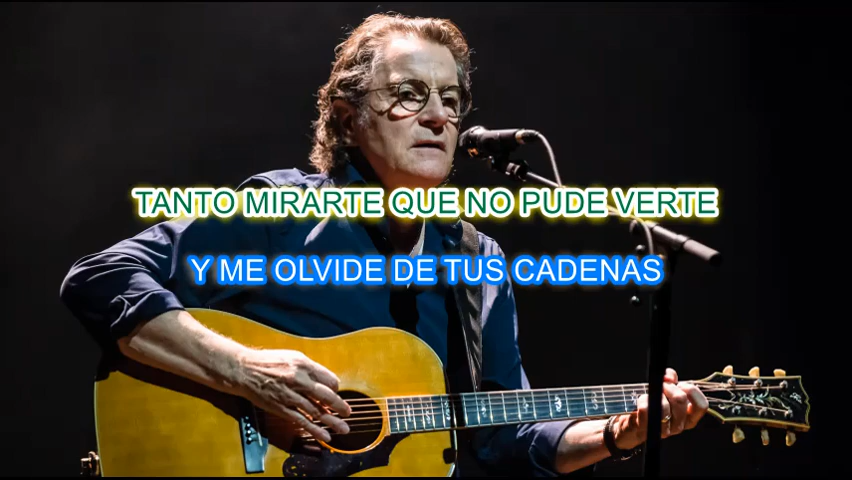 TANTO MIRARTE QUE NO PUDE VERTE
Y ME OLVIDE DE TUS CADENAS